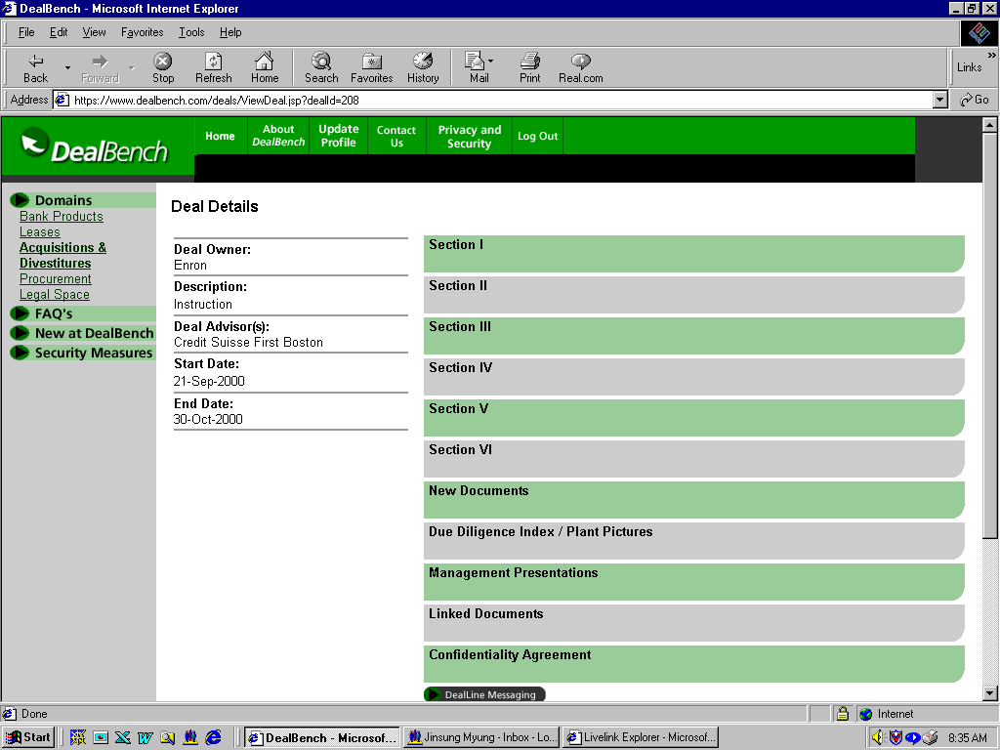 DealBench - Microsoft Internet Explorer
File Edit View Favorites Tools Help
Back Forward Stop Refresh Home Search Favorites History Mail Print Real.com Links »
Address https://www.dealbench.com/deals/ViewDeal.jsp?dealId=208 Go
DealBench
Home
About DealBench
Update Profile
Contact Us
Privacy and Security
Log Out
Domains
Bank Products
Leases
Acquisitions &
Divestitures
Procurement
Legal Space
FAQ's
New at DealBench
Security Measures
Deal Details
Deal Owner:
Enron
Description:
Instruction
Deal Advisor(s):
Credit Suisse First Boston
Start Date:
21-Sep-2000
End Date:
30-Oct-2000
Section I
Section II
Section III
Section IV
Section V
Section VI
New Documents
Due Diligence Index / Plant Pictures
Management Presentations
Linked Documents
Confidentiality Agreement
DealLine Messaging
Done Internet
Start DealBench - Microsof... Jinsung Myung - Inbox - Lo... Livelink Explorer - Microsof... 8:35 AM